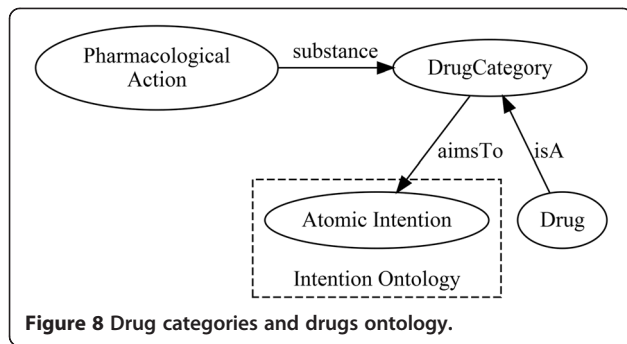 Pharmacological
Action
substance
DrugCategory
aimsTo
isA
Atomic Intention
Drug
Intention Ontology
Figure 8 Drug categories and drugs ontology.